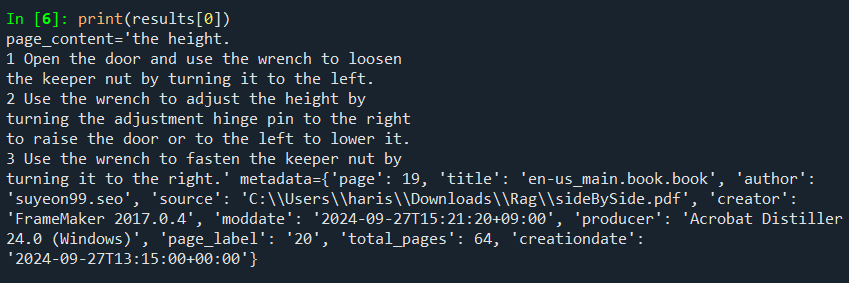 In [6]: print(results[0])
page_content='the height.
1 Open the door and use the wrench to loosen
the keeper nut by turning it to the left.
2 Use the wrench to adjust the height by
turning the adjustment hinge pin to the right
to raise the door or to the left to lower it.
3 Use the wrench to fasten the keeper nut by
turning it to the right.' metadata={'page': 19, 'title': 'en-us_main.book.book', 'author':
'suyeon99.seo', 'source': 'C:\\Users\\haris\\Downloads\\Rag\\sideBySide.pdf', 'creator':
'FrameMaker 2017.0.4', 'moddate': '2024-09-27T15:21:20+09:00', 'producer': 'Acrobat Distiller
24.0 (Windows)', 'page_label': '20', 'total_pages': 64, 'creationdate':
'2024-09-27T13:15:00+00:00'}